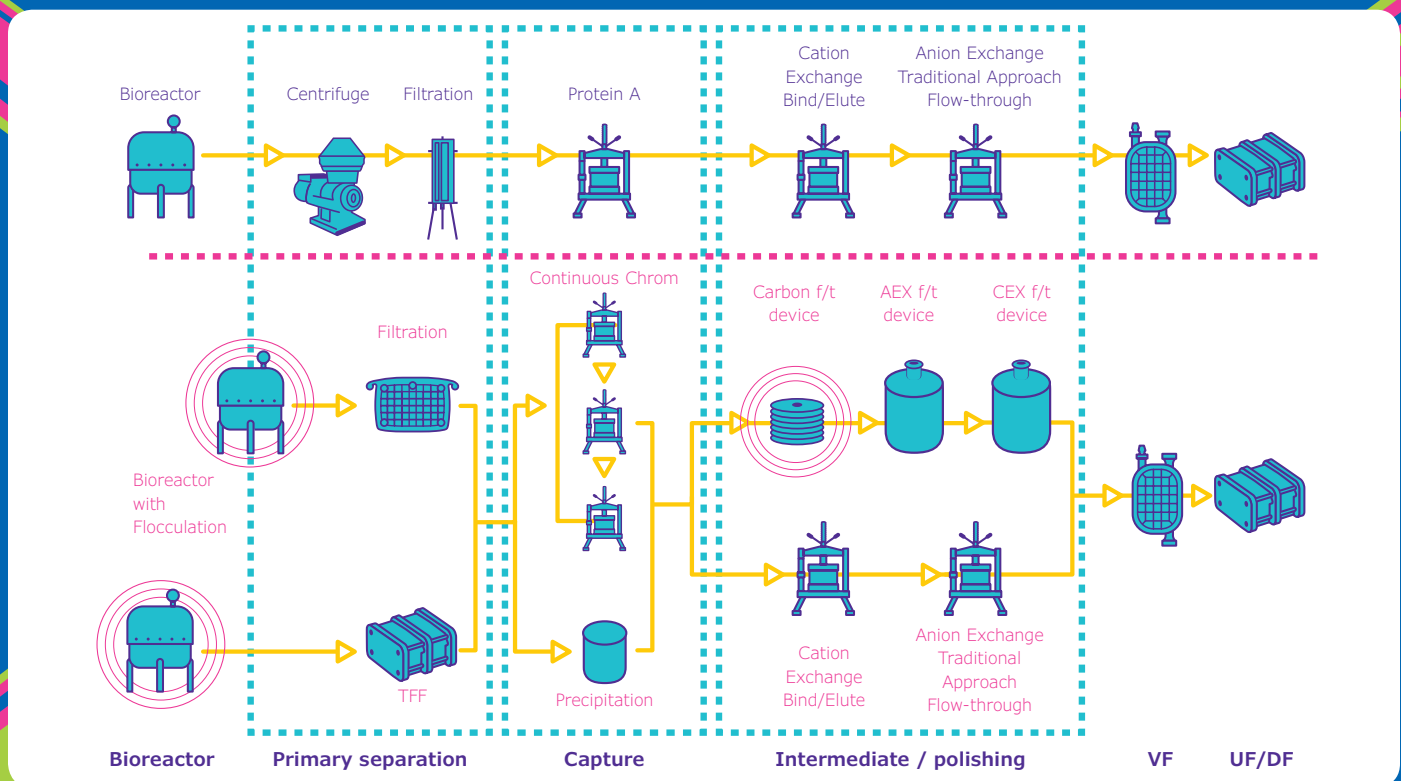 Bioreactor
Centrifuge
Filtration
Protein A
Cation
Exchange
Bind/Elute
Anion Exchange
Traditional Approach
Flow-through
Continuous Chrom
Filtration
Carbon f/t
device
AEX f/t
device
CEX f/t
device
Bioreactor
with
Flocculation
TFF
Precipitation
Cation
Exchange
Bind/Elute
Anion Exchange
Traditional
Approach
Flow-through
Bioreactor
Primary separation
Capture
Intermediate / polishing
VF
UF/DF